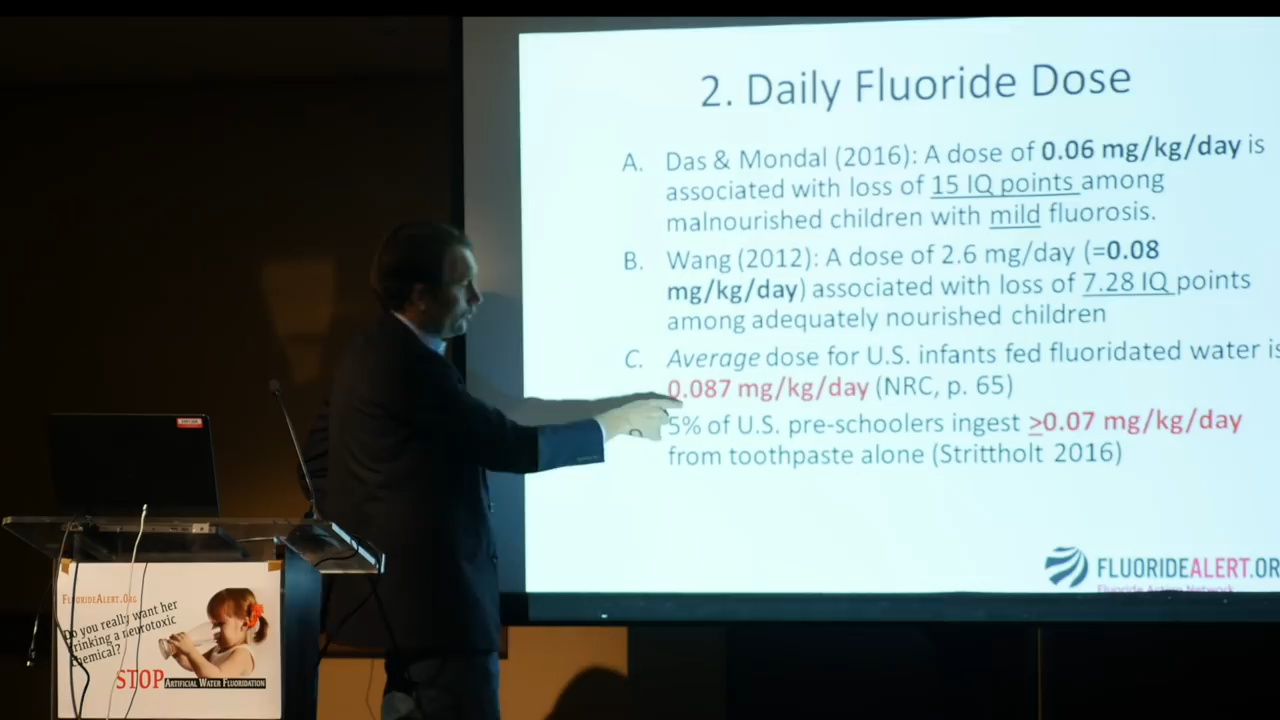 2. Daily Fluoride Dose
A. Das & Mondal (2016): A dose of 0.06 mg/kg/day is
associated with loss of 15 IQ points among
malnourished children with mild fluorosis.
B. Wang (2012): A dose of 2.6 mg/day (=0.08
mg/kg/day) associated with loss of 7.28 IQ points
among adequately nourished children
C. Average dose for U.S. infants fed fluoridated water is
0.087 mg/kg/day (NRC, p. 65)
5% of U.S. pre-schoolers ingest ≥0.07 mg/kg/day
from toothpaste alone (Strittholt 2016)
FLUORIDEALERT.OR
Fluoride Action Network
FLUORIDEALERT.ORG
Do you really want her
drinking a neurotoxic
chemical?
STOP ARTIFICIAL WATER FLUORIDATION